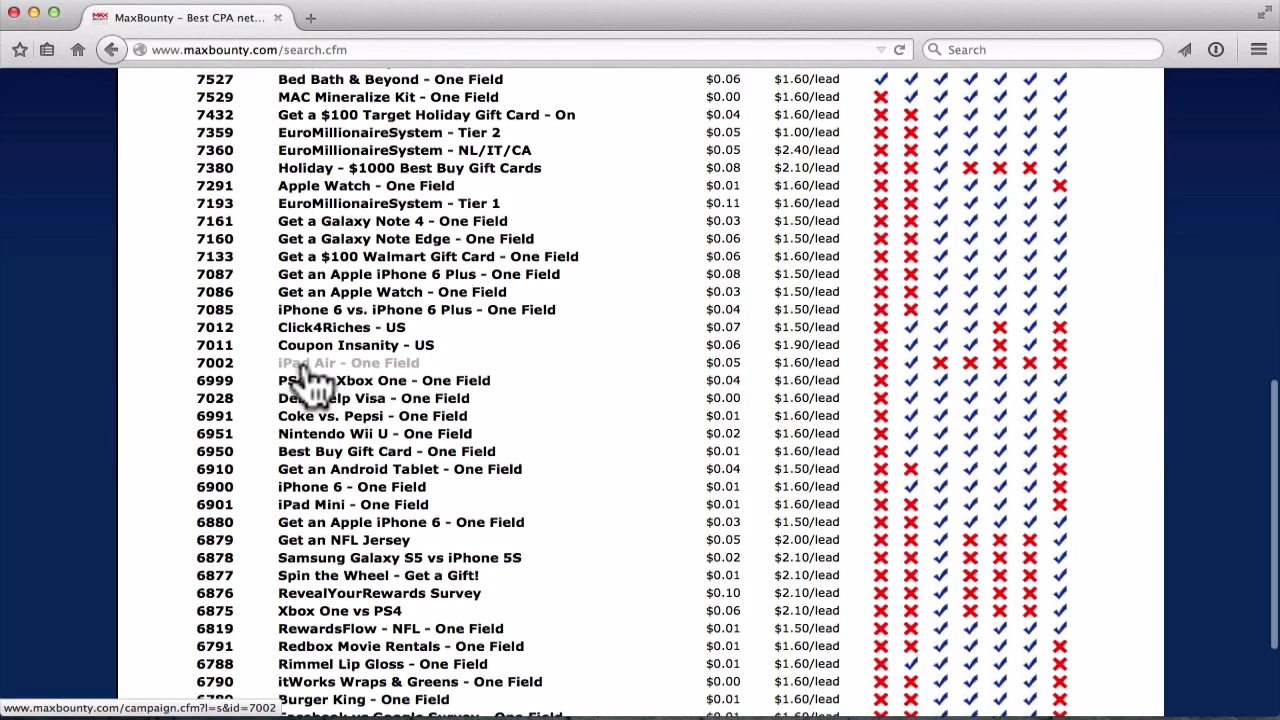 MaxBounty – Best CPA net...
www.maxbounty.com/search.cfm
Search
7527 Bed Bath & Beyond - One Field $0.06 $1.60/lead
7529 MAC Mineralize Kit - One Field $0.00 $1.60/lead
7432 Get a $100 Target Holiday Gift Card - On $0.04 $1.60/lead
7359 EuroMillionaireSystem - Tier 2 $0.05 $1.00/lead
7360 EuroMillionaireSystem - NL/IT/CA $0.05 $2.40/lead
7380 Holiday - $1000 Best Buy Gift Cards $0.08 $2.10/lead
7291 Apple Watch - One Field $0.01 $1.60/lead
7193 EuroMillionaireSystem - Tier 1 $0.11 $1.60/lead
7161 Get a Galaxy Note 4 - One Field $0.03 $1.50/lead
7160 Get a Galaxy Note Edge - One Field $0.06 $1.50/lead
7133 Get a $100 Walmart Gift Card - One Field $0.06 $1.60/lead
7087 Get an Apple iPhone 6 Plus - One Field $0.08 $1.50/lead
7086 Get an Apple Watch - One Field $0.03 $1.50/lead
7085 iPhone 6 vs. iPhone 6 Plus - One Field $0.04 $1.50/lead
7012 Click4Riches - US $0.07 $1.50/lead
7011 Coupon Insanity - US $0.06 $1.90/lead
7002 iPad Air - One Field $0.05 $1.60/lead
6999 Xbox One - One Field $0.04 $1.60/lead
7028 Visa - One Field $0.00 $1.60/lead
6991 Coke vs. Pepsi - One Field $0.01 $1.60/lead
6951 Nintendo Wii U - One Field $0.02 $1.60/lead
6950 Best Buy Gift Card - One Field $0.01 $1.60/lead
6910 Get an Android Tablet - One Field $0.04 $1.50/lead
6900 iPhone 6 - One Field $0.01 $1.60/lead
6901 iPad Mini - One Field $0.01 $1.60/lead
6880 Get an Apple iPhone 6 - One Field $0.03 $1.50/lead
6879 Get an NFL Jersey $0.05 $2.00/lead
6878 Samsung Galaxy S5 vs iPhone 5S $0.02 $2.10/lead
6877 Spin the Wheel - Get a Gift! $0.01 $2.10/lead
6876 RevealYourRewards Survey $0.10 $2.10/lead
6875 Xbox One vs PS4 $0.06 $2.10/lead
6819 RewardsFlow - NFL - One Field $0.01 $1.50/lead
6791 Redbox Movie Rentals - One Field $0.01 $1.60/lead
6788 Rimmel Lip Gloss - One Field $0.01 $1.60/lead
6790 itWorks Wraps & Greens - One Field $0.00 $1.60/lead
6789 Burger King - One Field $0.01 $1.60/lead
www.maxbounty.com/campaign.cfm?l=s&id=7002